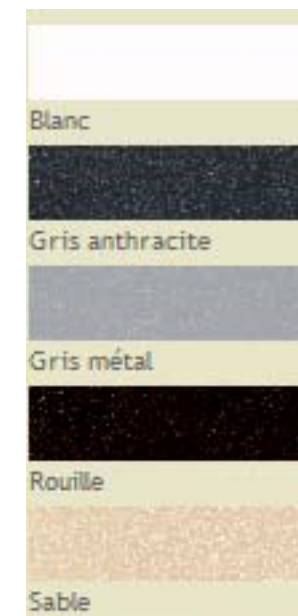 Blanc
Gris anthracite
Gris métal
Rouille
Sable